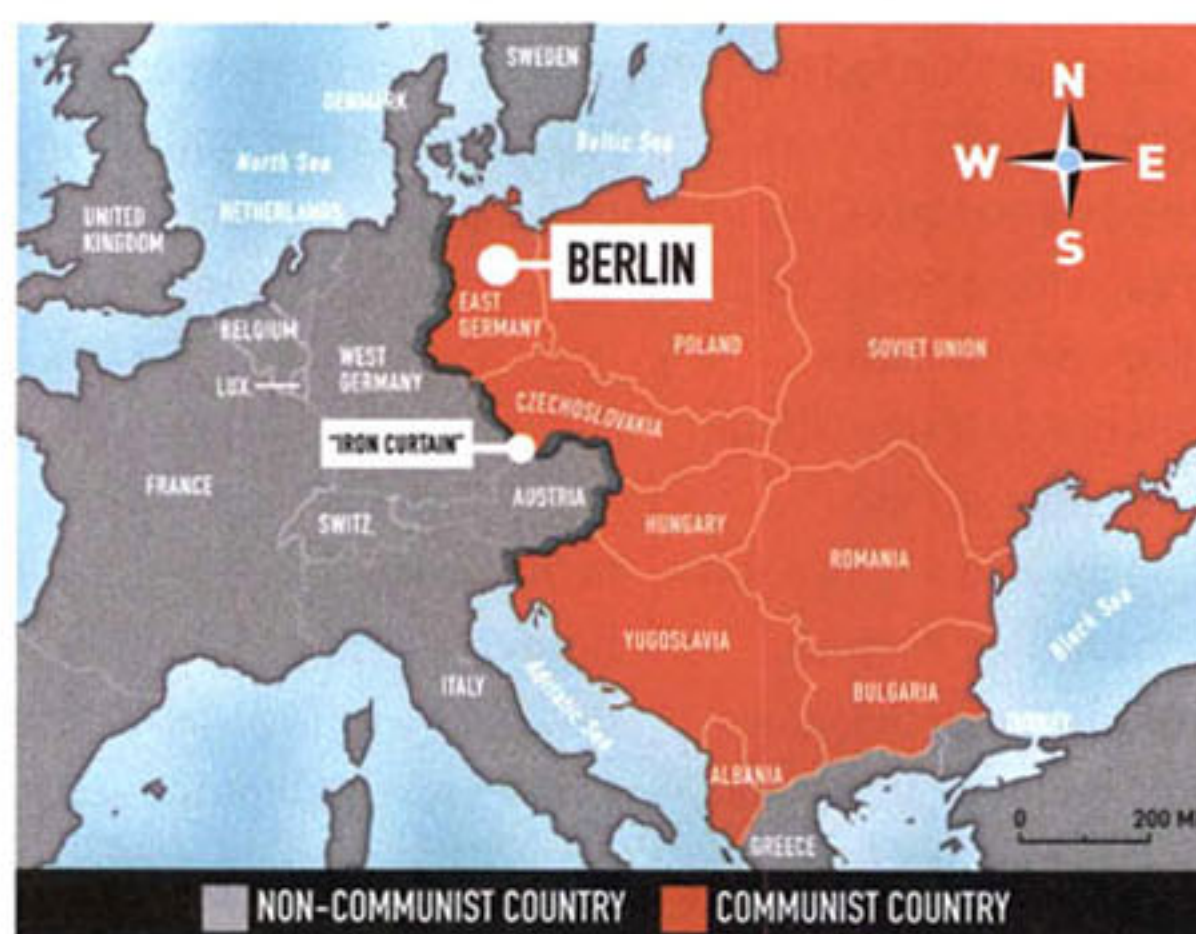 SWEDEN
DENMARK
N
Baltic Sea
North Sea
W
E
NETHERLANDS
UNITED
KINGDOM
S
BERLIN
EAST
GERMANY
BELGIUM
WEST
GERMANY
POLAND
SOVIET UNION
LUX.
CZECHOSLOVAKIA
"IRON CURTAIN"
FRANCE
AUSTRIA
SWITZ.
HUNGARY
ROMANIA
Black Sea
YUGOSLAVIA
ITALY
Adriatic Sea
BULGARIA
TURKEY
ALBANIA
0 200 M
GREECE
NON-COMMUNIST COUNTRY
COMMUNIST COUNTRY